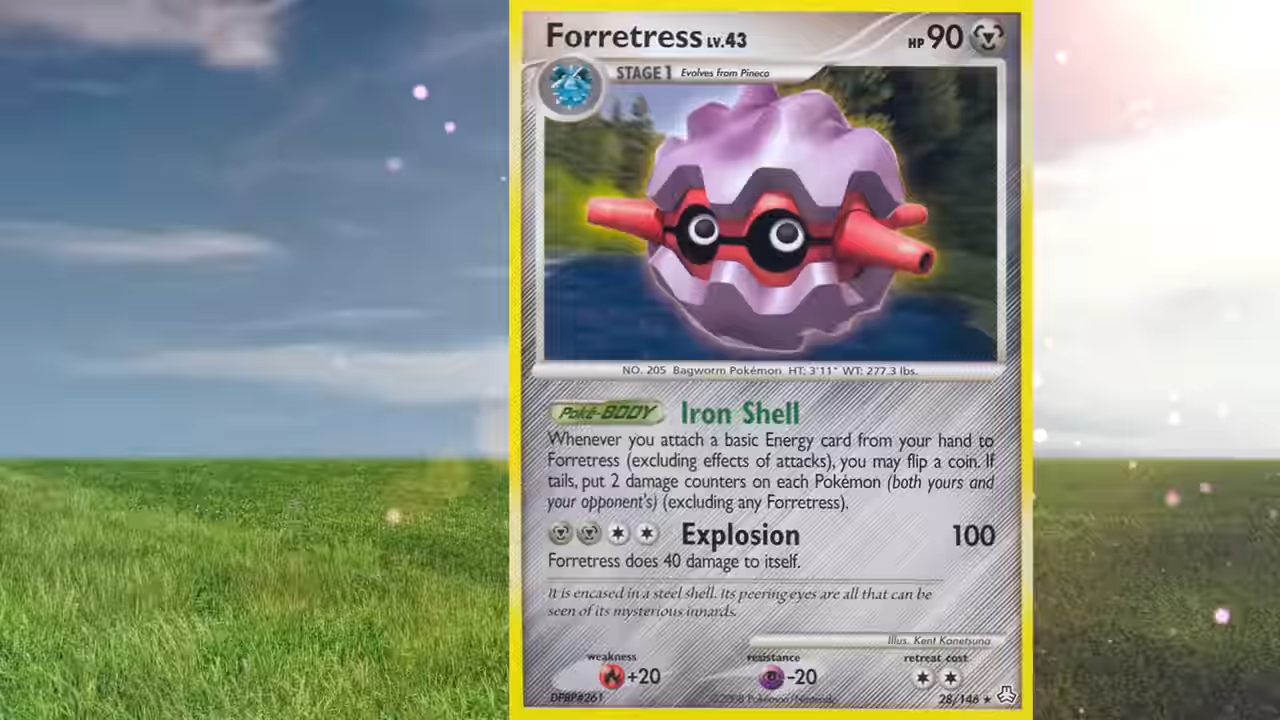 Forretress LV.43 HP 90
STAGE 1 Evolves from Pineco
NO. 205 Bagworm Pokémon HT: 3'11" WT: 277.3 lbs.
Poké-BODY Iron Shell
Whenever you attach a basic Energy card from your hand to
Forretress (excluding effects of attacks), you may flip a coin. If
tails, put 2 damage counters on each Pokémon (both yours and
your opponent's) (excluding any Forretress).
Explosion 100
Forretress does 40 damage to itself.
It is encased in a steel shell. Its peering eyes are all that can be
seen of its mysterious innards.
Illus. Kent Kanetsuna
weakness resistance retreat cost
+20 -20
DPBP#261 ©2008 Pokémon/Nintendo 28/146